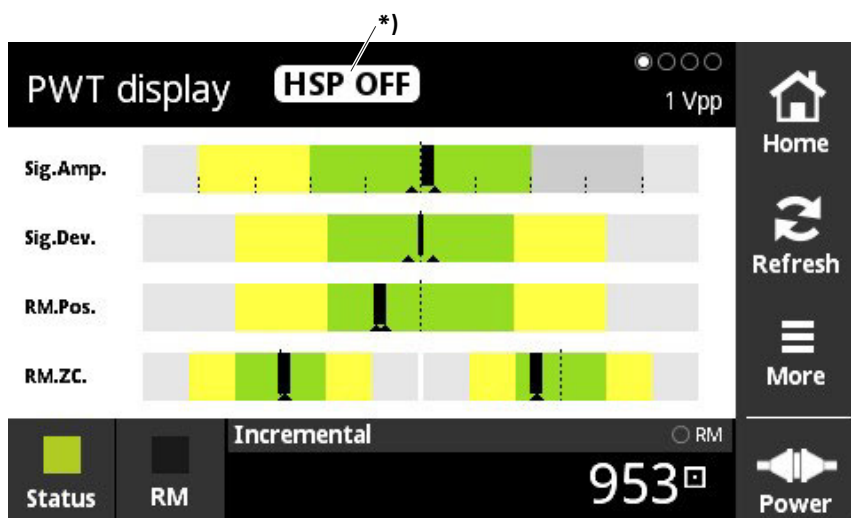 *)
PWT display
HSP OFF
1 Vpp
Home
Sig.Amp.
Sig.Dev.
Refresh
RM.Pos.
RM.ZC.
More
Incremental
RM
953
Status
RM
Power